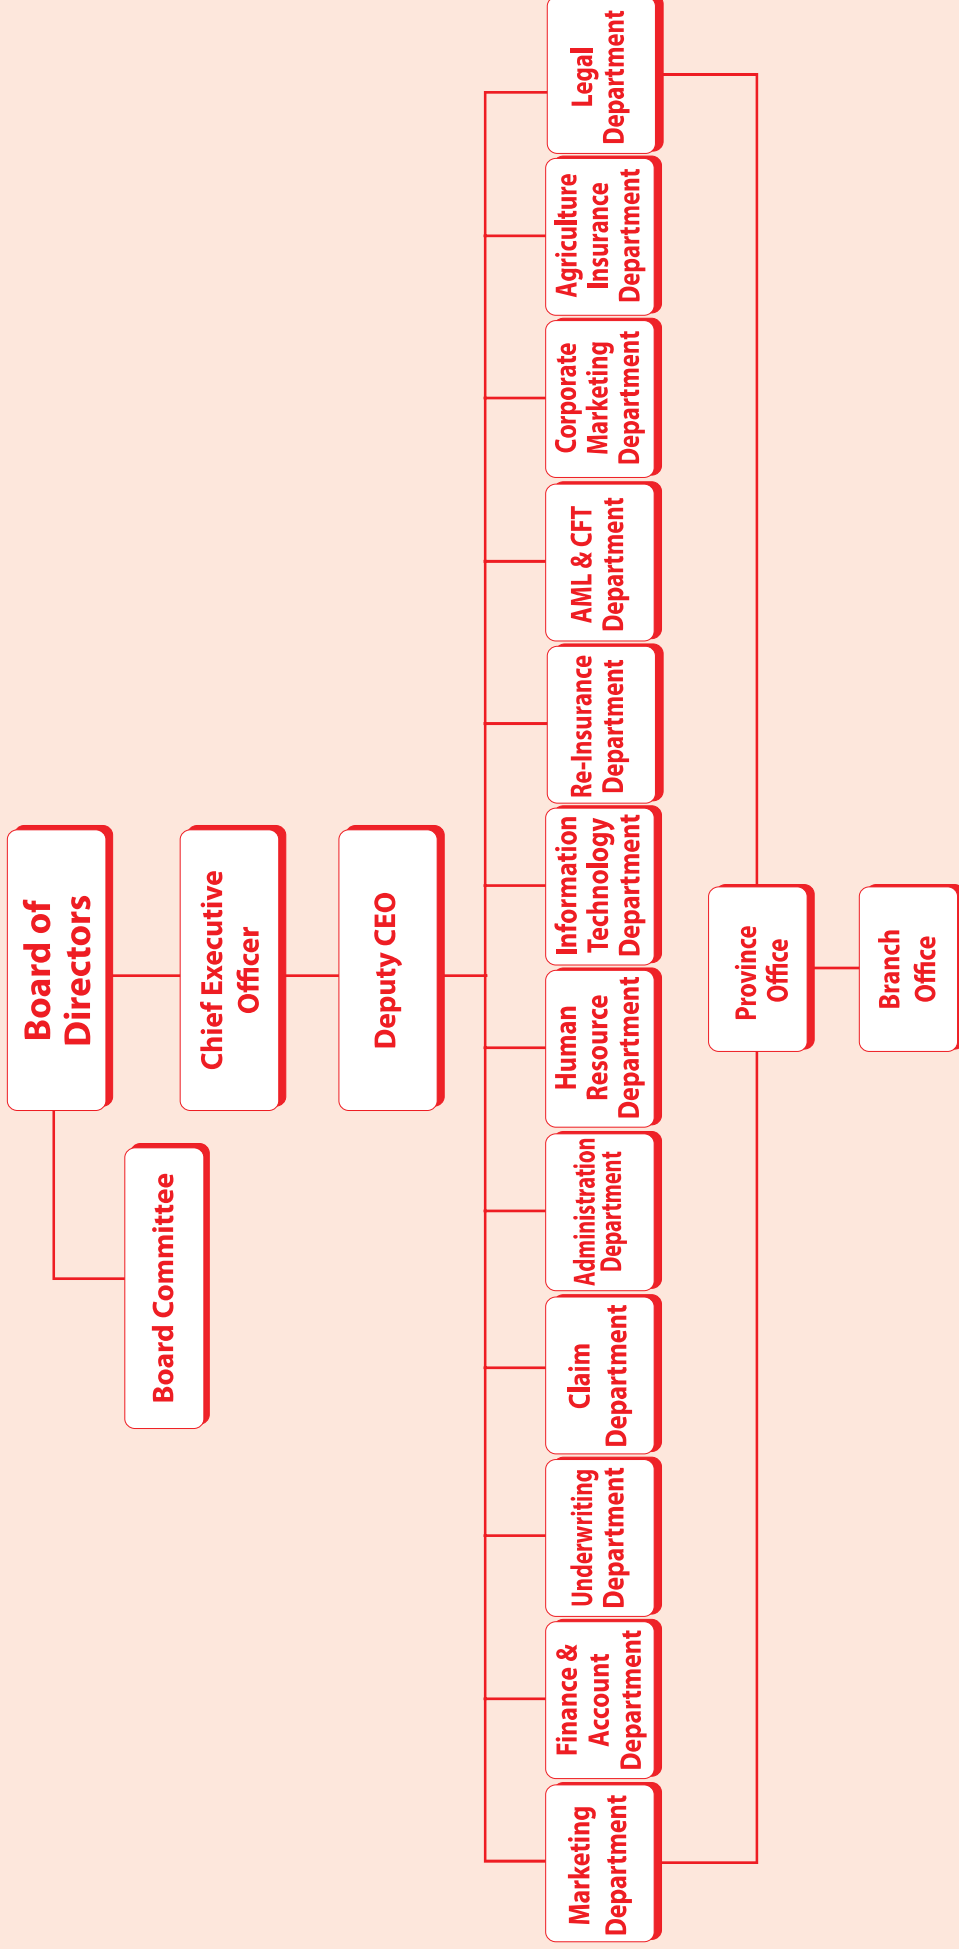 Board of
Directors
Board Committee
Chief Executive
Officer
Deputy CEO
Marketing
Department
Finance &
Account
Department
Underwriting
Department
Claim
Department
Administration
Department
Human
Resource
Department
Information
Technology
Department
Re-Insurance
Department
AML & CFT
Department
Corporate
Marketing
Department
Agriculture
Insurance
Department
Legal
Department
Province
Office
Branch
Office